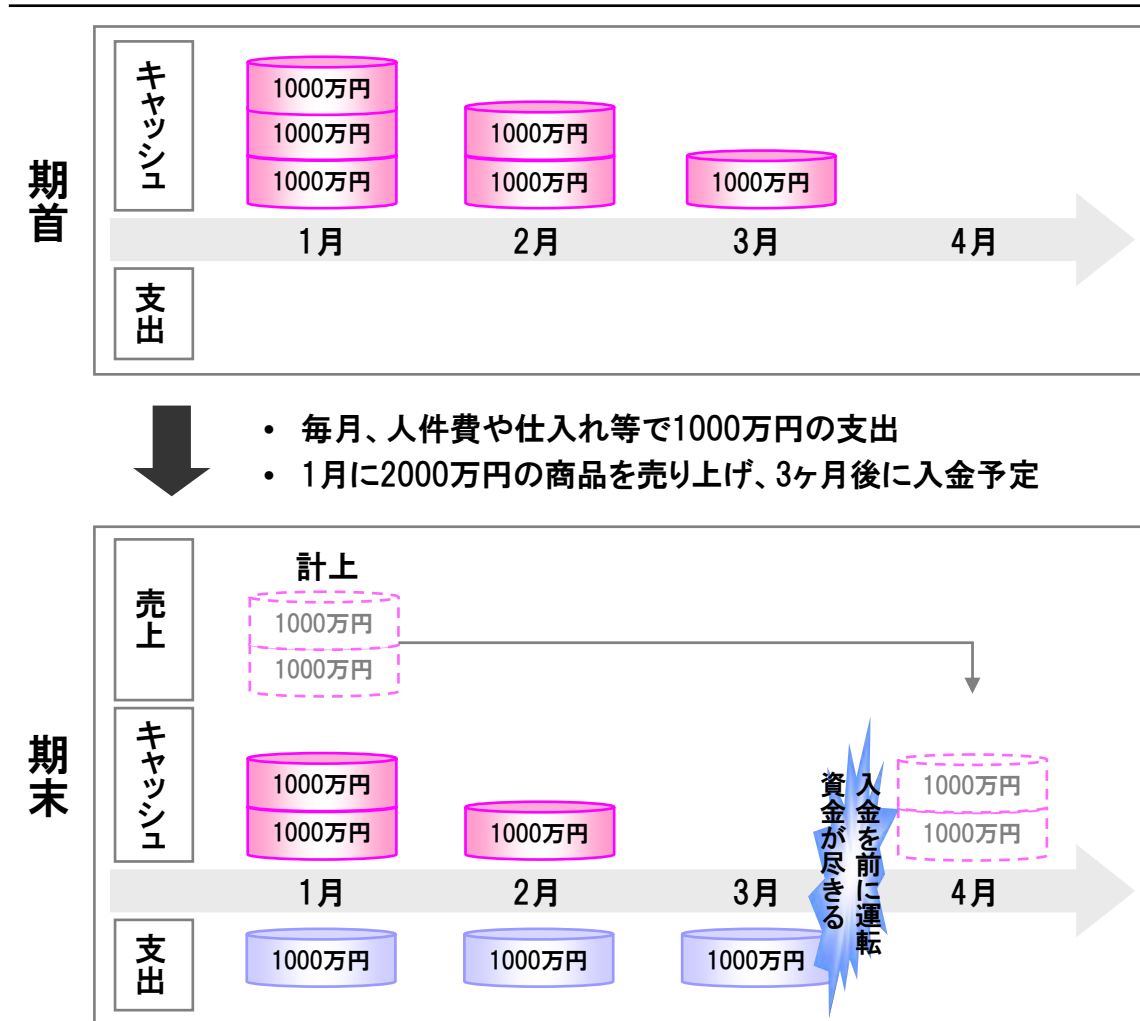 期首
キャッシュ
1000万円
1000万円
1000万円
1000万円
1000万円
1000万円
1月
2月
3月
4月
支出
• 毎月、人件費や仕入れ等で1000万円の支出
• 1月に2000万円の商品を売り上げ、3ヶ月後に入金予定
期末
売上
計上
1000万円
1000万円
キャッシュ
1000万円
1000万円
1000万円
入金を前に運転
資金が尽きる
1000万円
1000万円
1月
2月
3月
4月
支出
1000万円
1000万円
1000万円